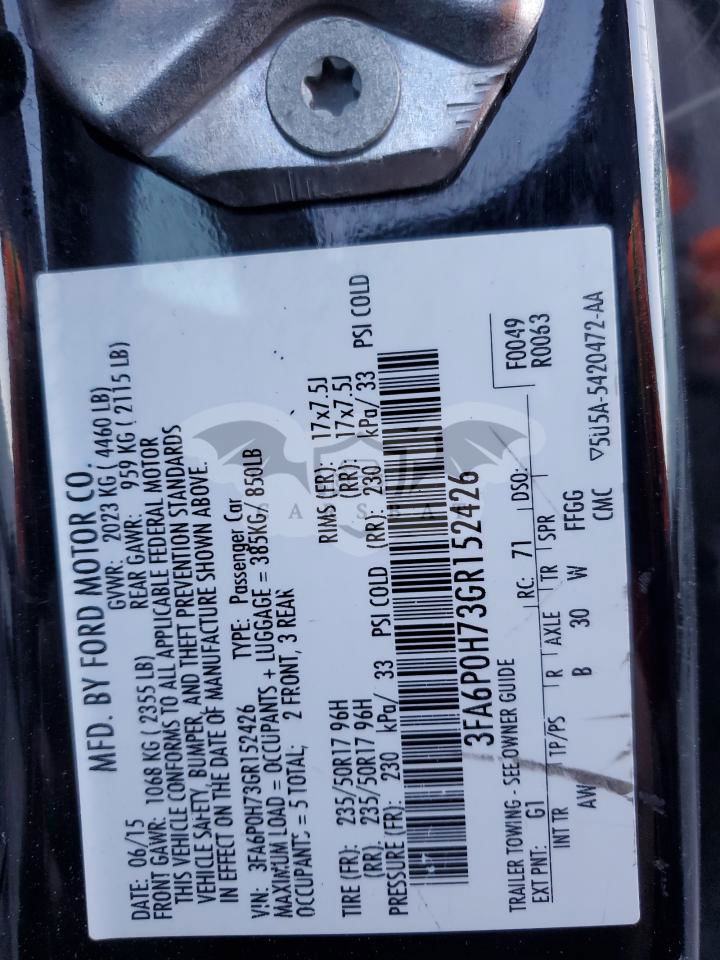 MFD. BY FORD MOTOR CO.
DATE: 06/15 GVWR: 2023 KG ( 4460 LB)
FRONT GAWR: 1068 KG ( 2355 LB) REAR GAWR: 959 KG ( 2115 LB)
THIS VEHICLE CONFORMS TO ALL APPLICABLE FEDERAL MOTOR
VEHICLE SAFETY, BUMPER, AND THEFT PREVENTION STANDARDS
IN EFFECT ON THE DATE OF MANUFACTURE SHOWN ABOVE.
VIN: 3FA6P0H73GR152426 TYPE: Passenger Car
MAXIMUM LOAD = OCCUPANTS + LUGGAGE = 385KG/ 850LB
OCCUPANTS = 5 TOTAL; 2 FRONT, 3 REAR
TIRE (FR): 235/50R17 96H RIMS (FR): 17x7.5J
(RR): 235/50R17 96H (RR): 17x7.5J
PRESSURE (FR): 230 kPa/ 33 PSI COLD (RR): 230 kPa/ 33 PSI COLD
3FA6P0H73GR152426
TRAILER TOWING - SEE OWNER GUIDE
F0049
EXT PNT: G1 RC: 71 DSO: R0063
INT TR TP/PS R AXLE TR SPR
AW B 30 W FFGG
CMC ▽5U5A-5420472-AA
CARSBAT